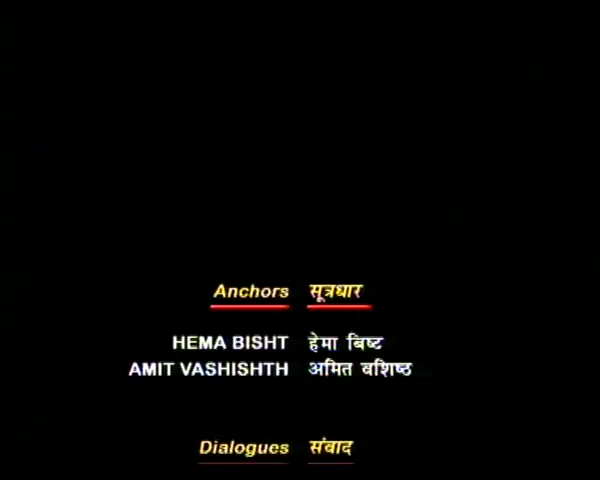 Anchors सूत्रधार
HEMA BISHT हेमा बिष्ट
AMIT VASHISHTH अमित वशिष्ठ
Dialogues संवाद